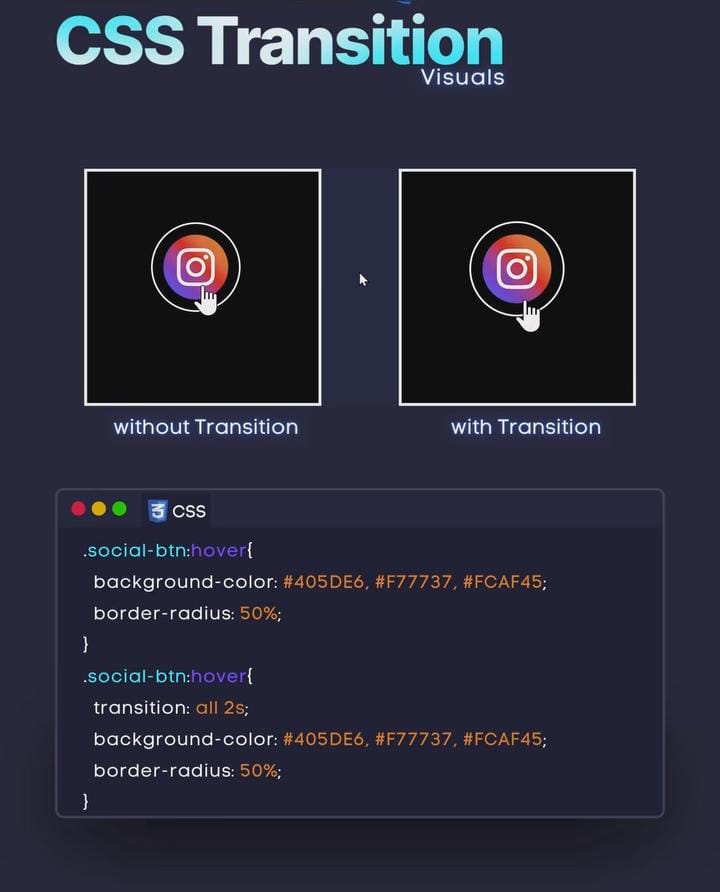 CSS Transition
Visuals
without Transition
with Transition
CSS
.social-btn:hover{
background-color: #405DE6, #F77737, #FCAF45;
border-radius: 50%;
}
.social-btn:hover{
transition: all 2s;
background-color: #405DE6, #F77737, #FCAF45;
border-radius: 50%;
}